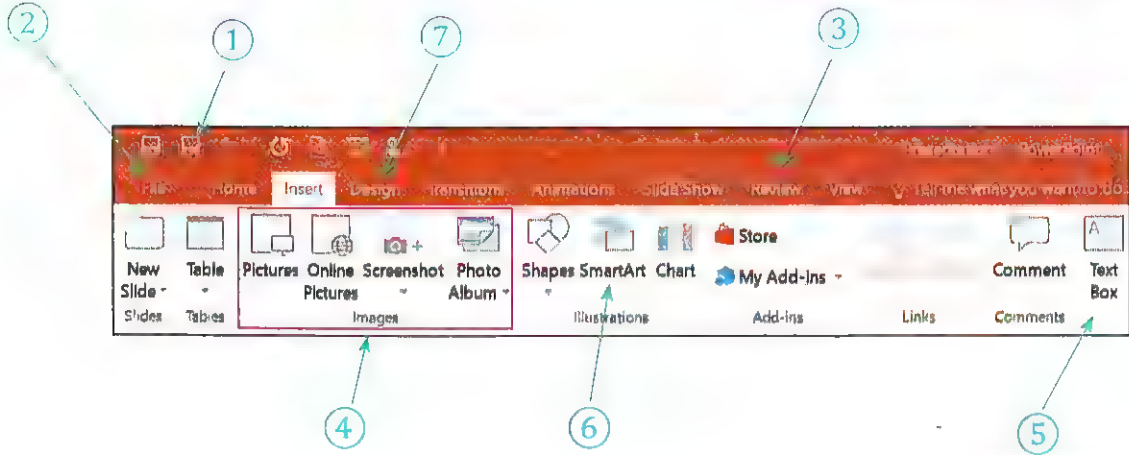 2
1
7
3
Insert Design Transitions Animations Slide Show Review View
New Slide
Table
Pictures
Online Pictures
Screenshot
Photo Album
Shapes
SmartArt
Chart
Store
My Add-ins
Comment
Text Box
Slides
Tables
Images
Illustrations
Add-ins
Links
Comments
4
6
5